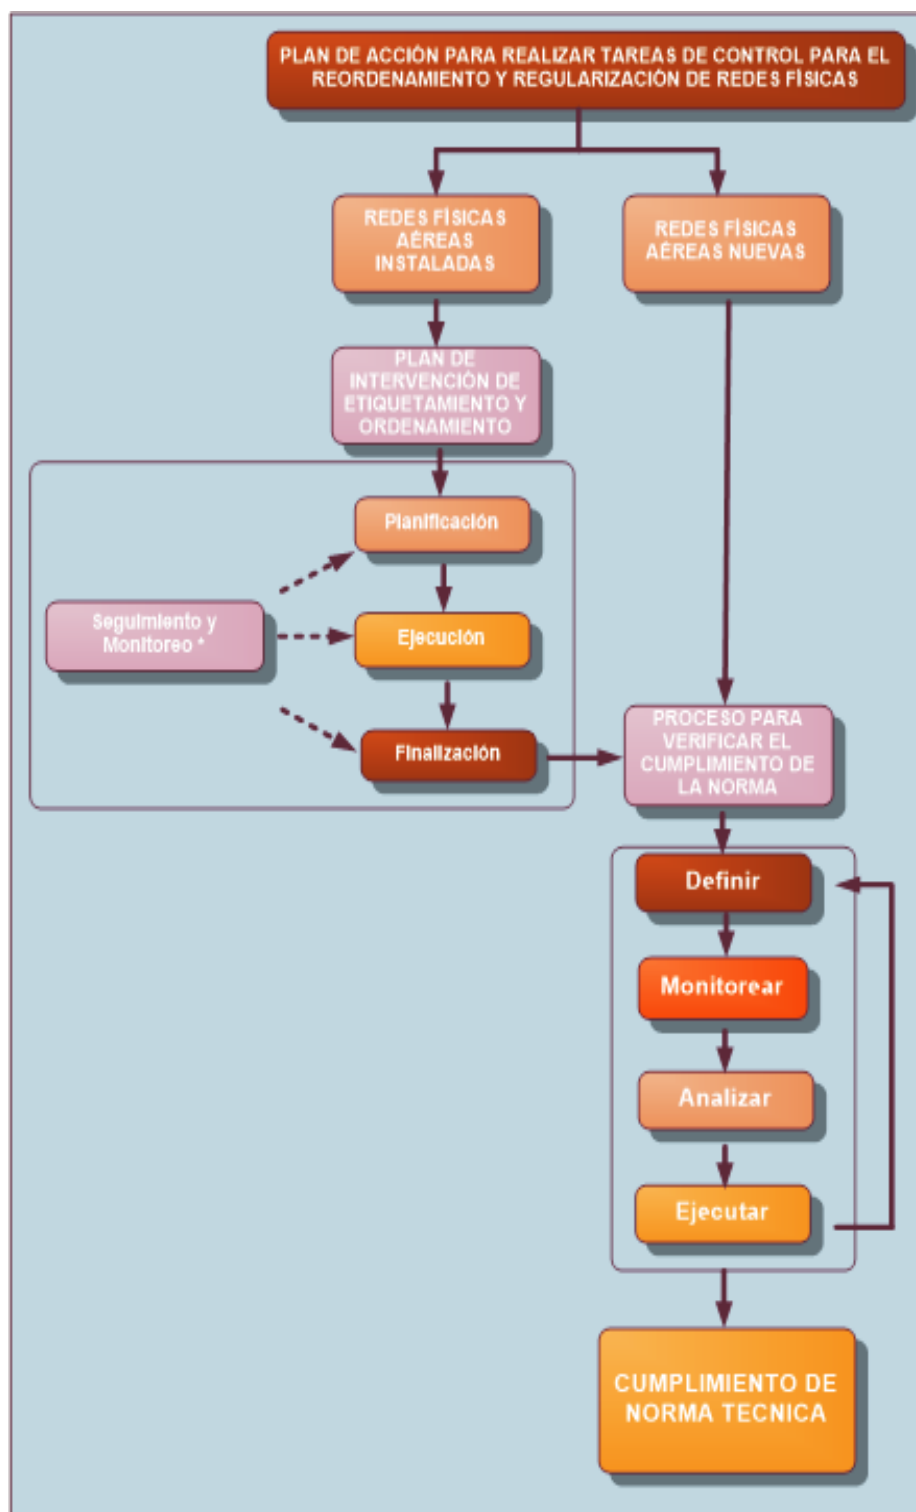 PLAN DE ACCIÓN PARA REALIZAR TAREAS DE CONTROL PARA EL
REORDENAMIENTO Y REGULARIZACIÓN DE REDES FÍSICAS
REDES FÍSICAS
AÉREAS
INSTALADAS
REDES FÍSICAS
AÉREAS NUEVAS
PLAN DE
INTERVENCIÓN DE
ETIQUETAMIENTO Y
ORDENAMIENTO
Planificación
Seguimiento y
Monitoreo *
Ejecución
Finalización
PROCESO PARA
VERIFICAR EL
CUMPLIMIENTO DE
LA NORMA
Definir
Monitorear
Analizar
Ejecutar
CUMPLIMIENTO DE
NORMA TECNICA